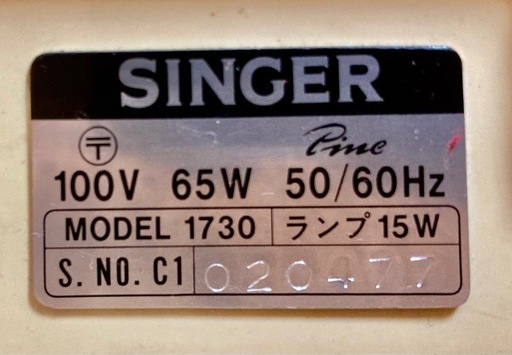 SINGER
〒 Pine
100V 65W 50/60Hz
MODEL 1730 ランプ 15W
S. NO. C1 020477